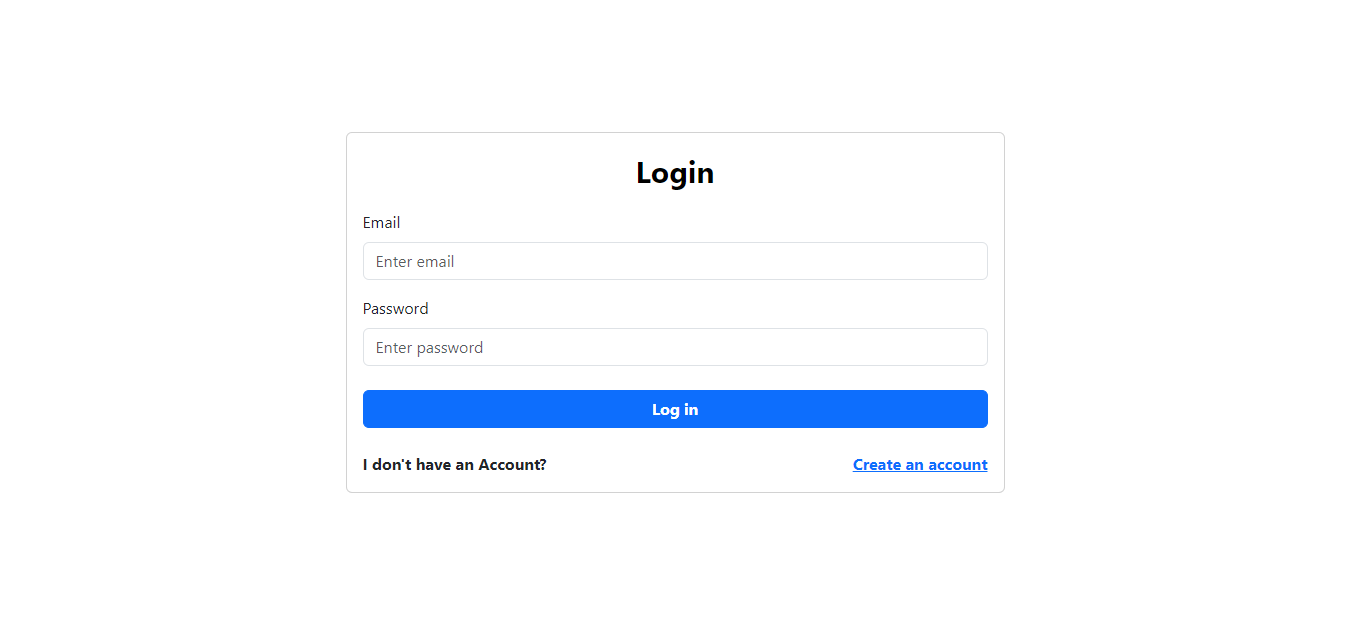 Login
Email
Enter email
Password
Enter password
Log in
I don't have an Account? Create an account